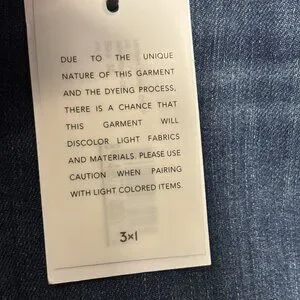 DUE TO THE UNIQUE
NATURE OF THIS GARMENT
AND THE DYEING PROCESS,
THERE IS A CHANCE THAT
THIS GARMENT WILL
DISCOLOR LIGHT FABRICS
AND MATERIALS. PLEASE USE
CAUTION WHEN PAIRING
WITH LIGHT COLORED ITEMS.
3×1